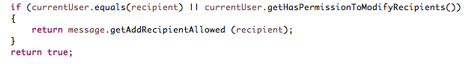 if (currentUser.equals(recipient) || currentUser.getHasPermissionToModifyRecipients())
{
    return message.getAddRecipientAllowed (recipient);
}
return true;